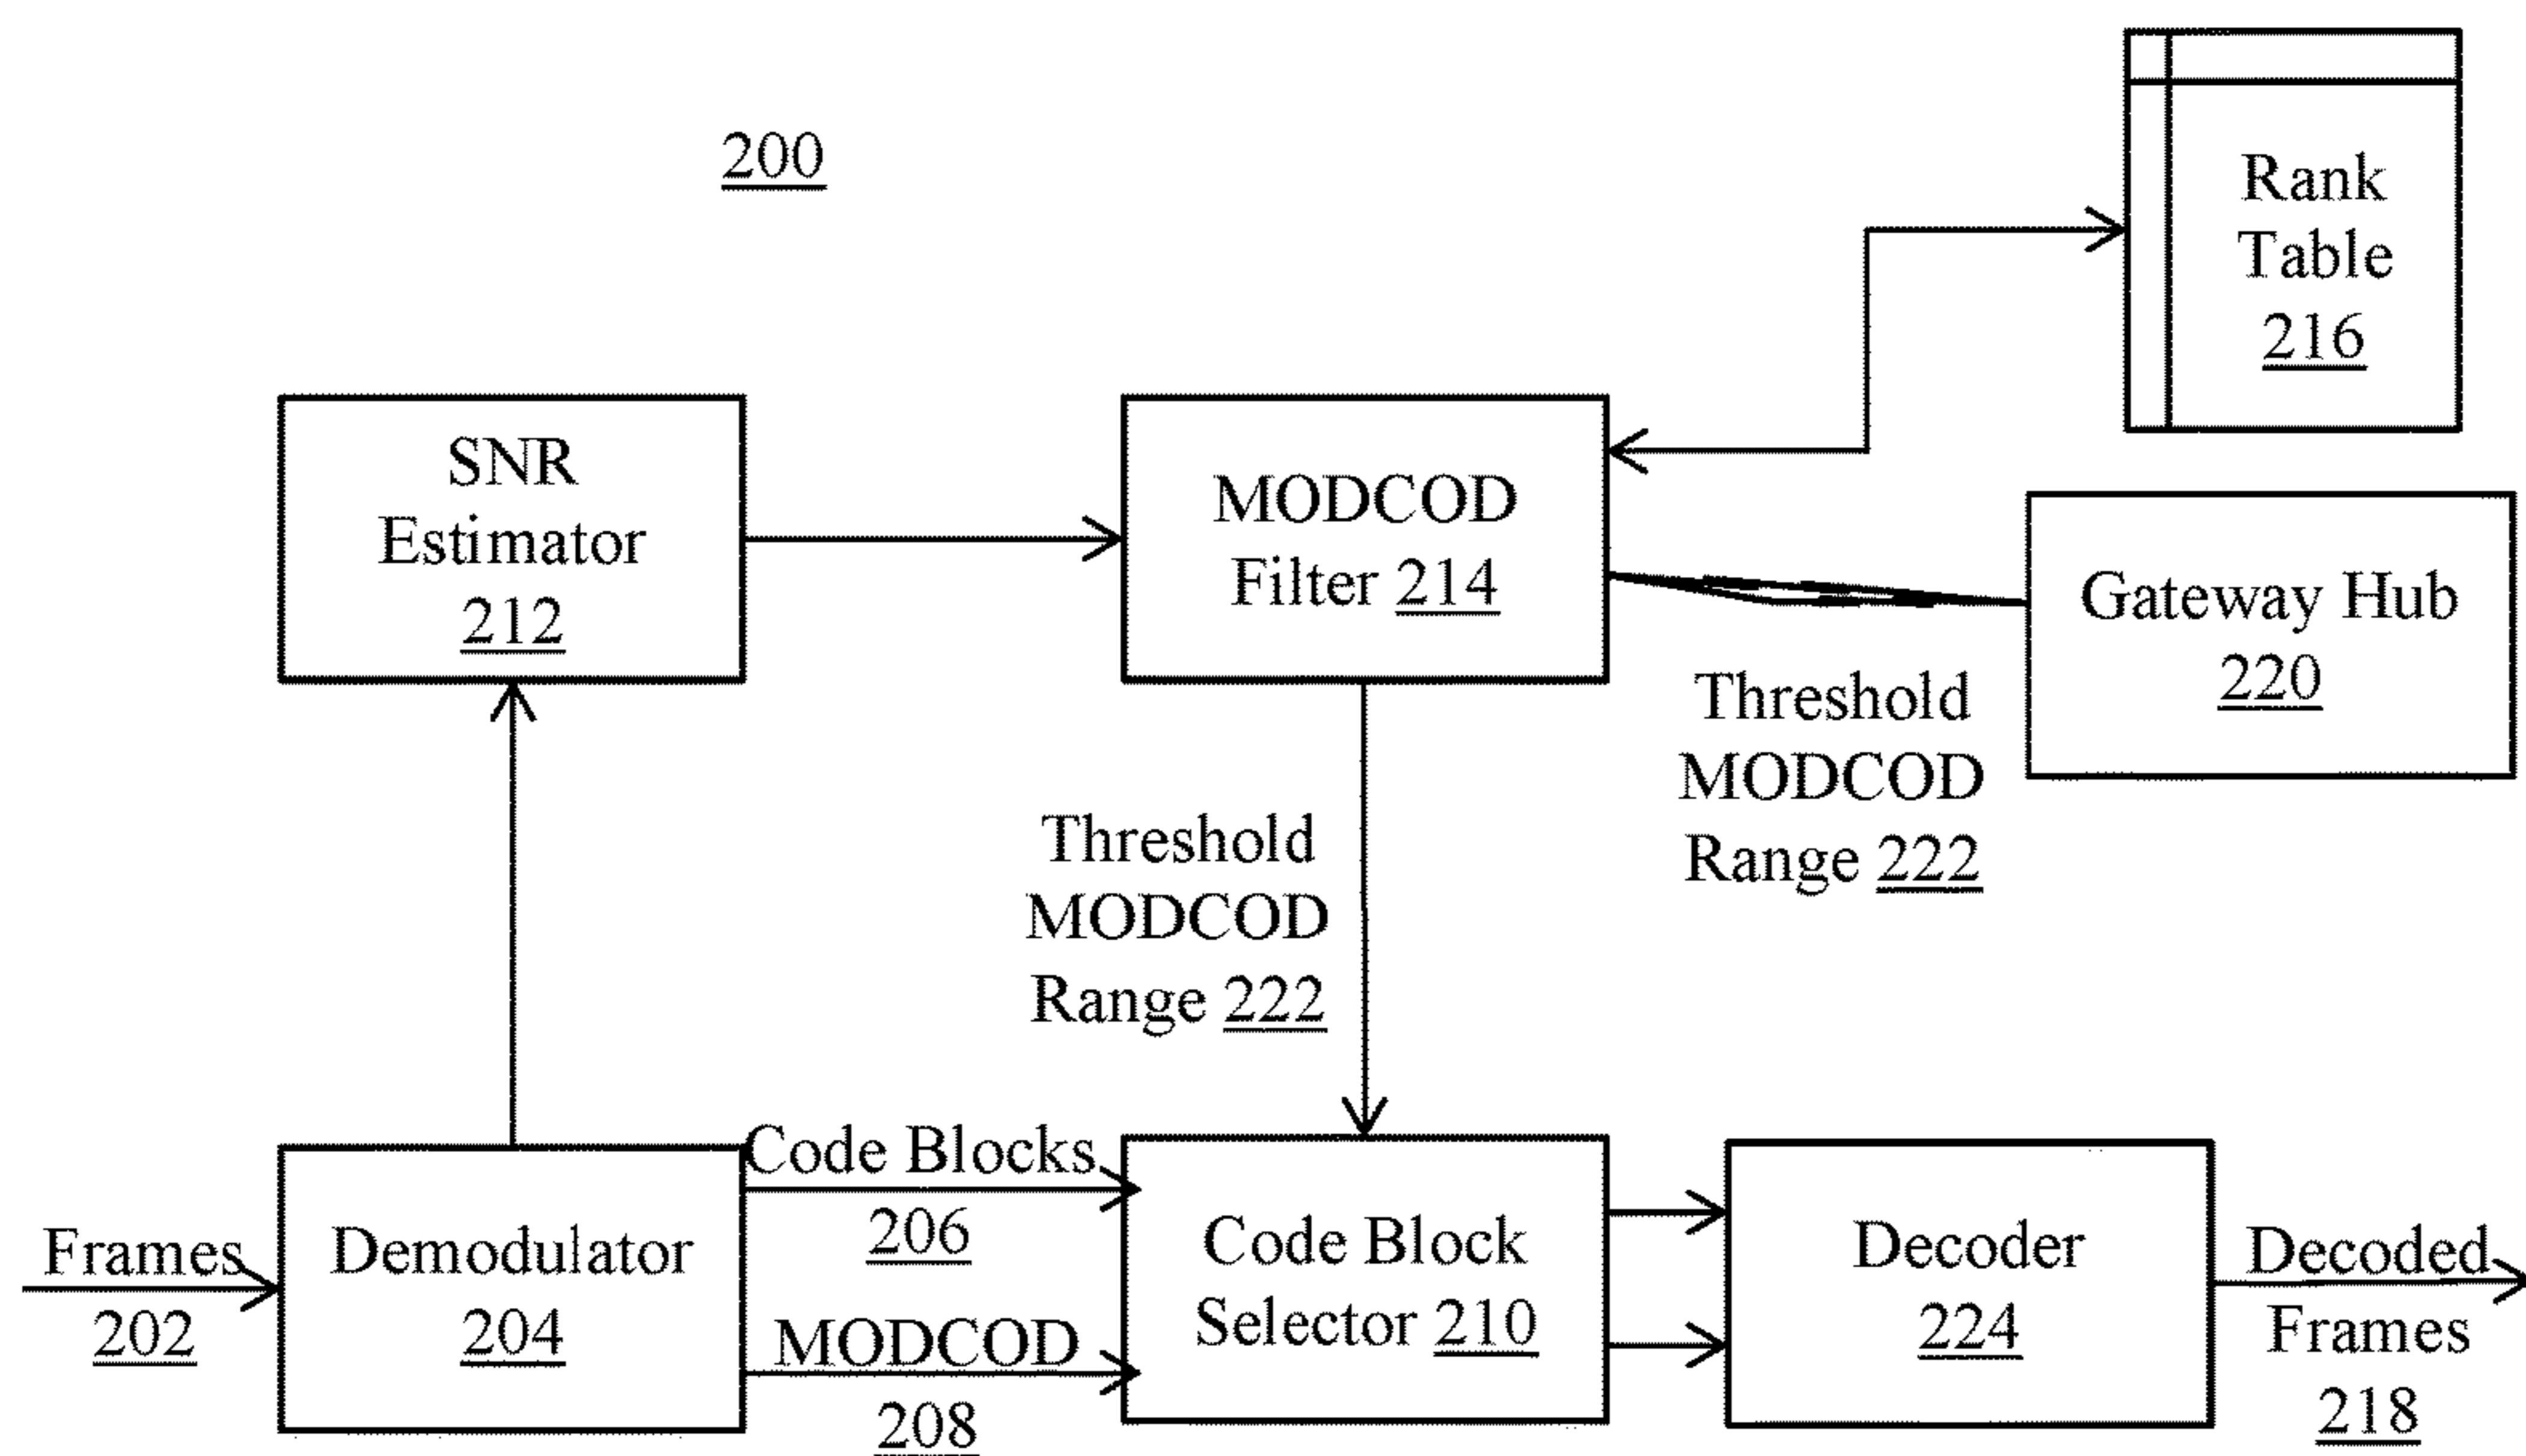 200
Rank
Table
216
SNR
Estimator
212
MODCOD
Filter 214
Gateway Hub
220
Threshold
MODCOD
Range 222
Threshold
MODCOD
Range 222
Frames
202
Demodulator
204
Code Blocks
206
MODCOD
208
Code Block
Selector 210
Decoder
224
Decoded
Frames
218